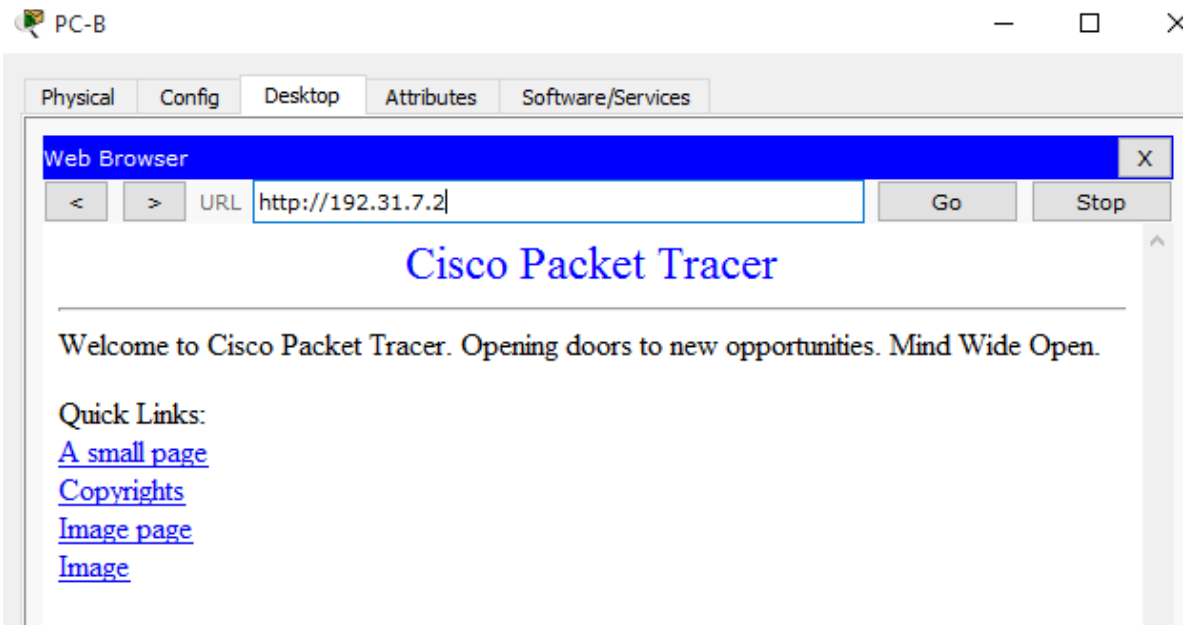 PC-B
Physical Config Desktop Attributes Software/Services
Web Browser X
< > URL http://192.31.7.2 Go Stop
Cisco Packet Tracer
Welcome to Cisco Packet Tracer. Opening doors to new opportunities. Mind Wide Open.
Quick Links:
A small page
Copyrights
Image page
Image